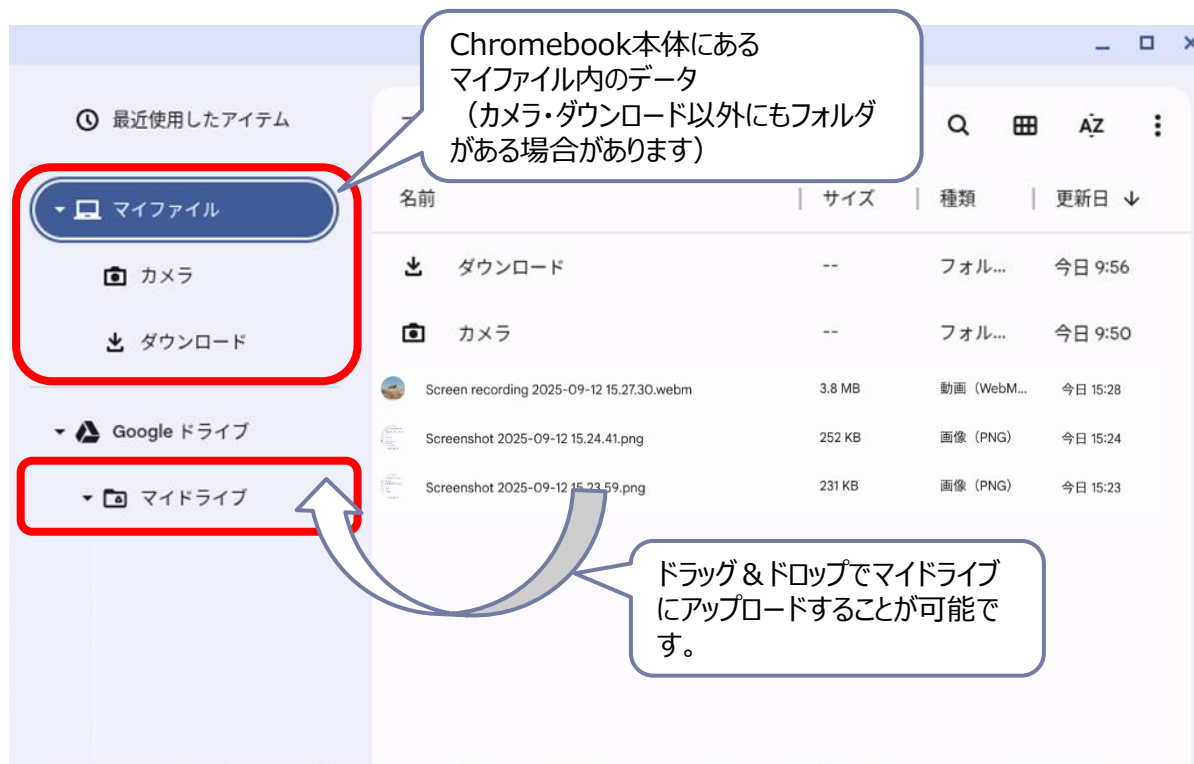 Chromebook本体にある
マイファイル内のデータ
（カメラ・ダウンロード以外にもフォルダ
がある場合があります）
最近使用したアイテム
AZ
マイファイル
カメラ
ダウンロード
Google ドライブ
マイドライブ
名前 サイズ 種類 更新日
ダウンロード -- フォル... 今日 9:56
カメラ -- フォル... 今日 9:50
Screen recording 2025-09-12 15.27.30.webm 3.8 MB 動画（WebM... 今日 15:28
Screenshot 2025-09-12 15.24.41.png 252 KB 画像（PNG） 今日 15:24
Screenshot 2025-09-12 15.23.59.png 231 KB 画像（PNG） 今日 15:23
ドラッグ＆ドロップでマイドライブ
にアップロードすることが可能で
す。